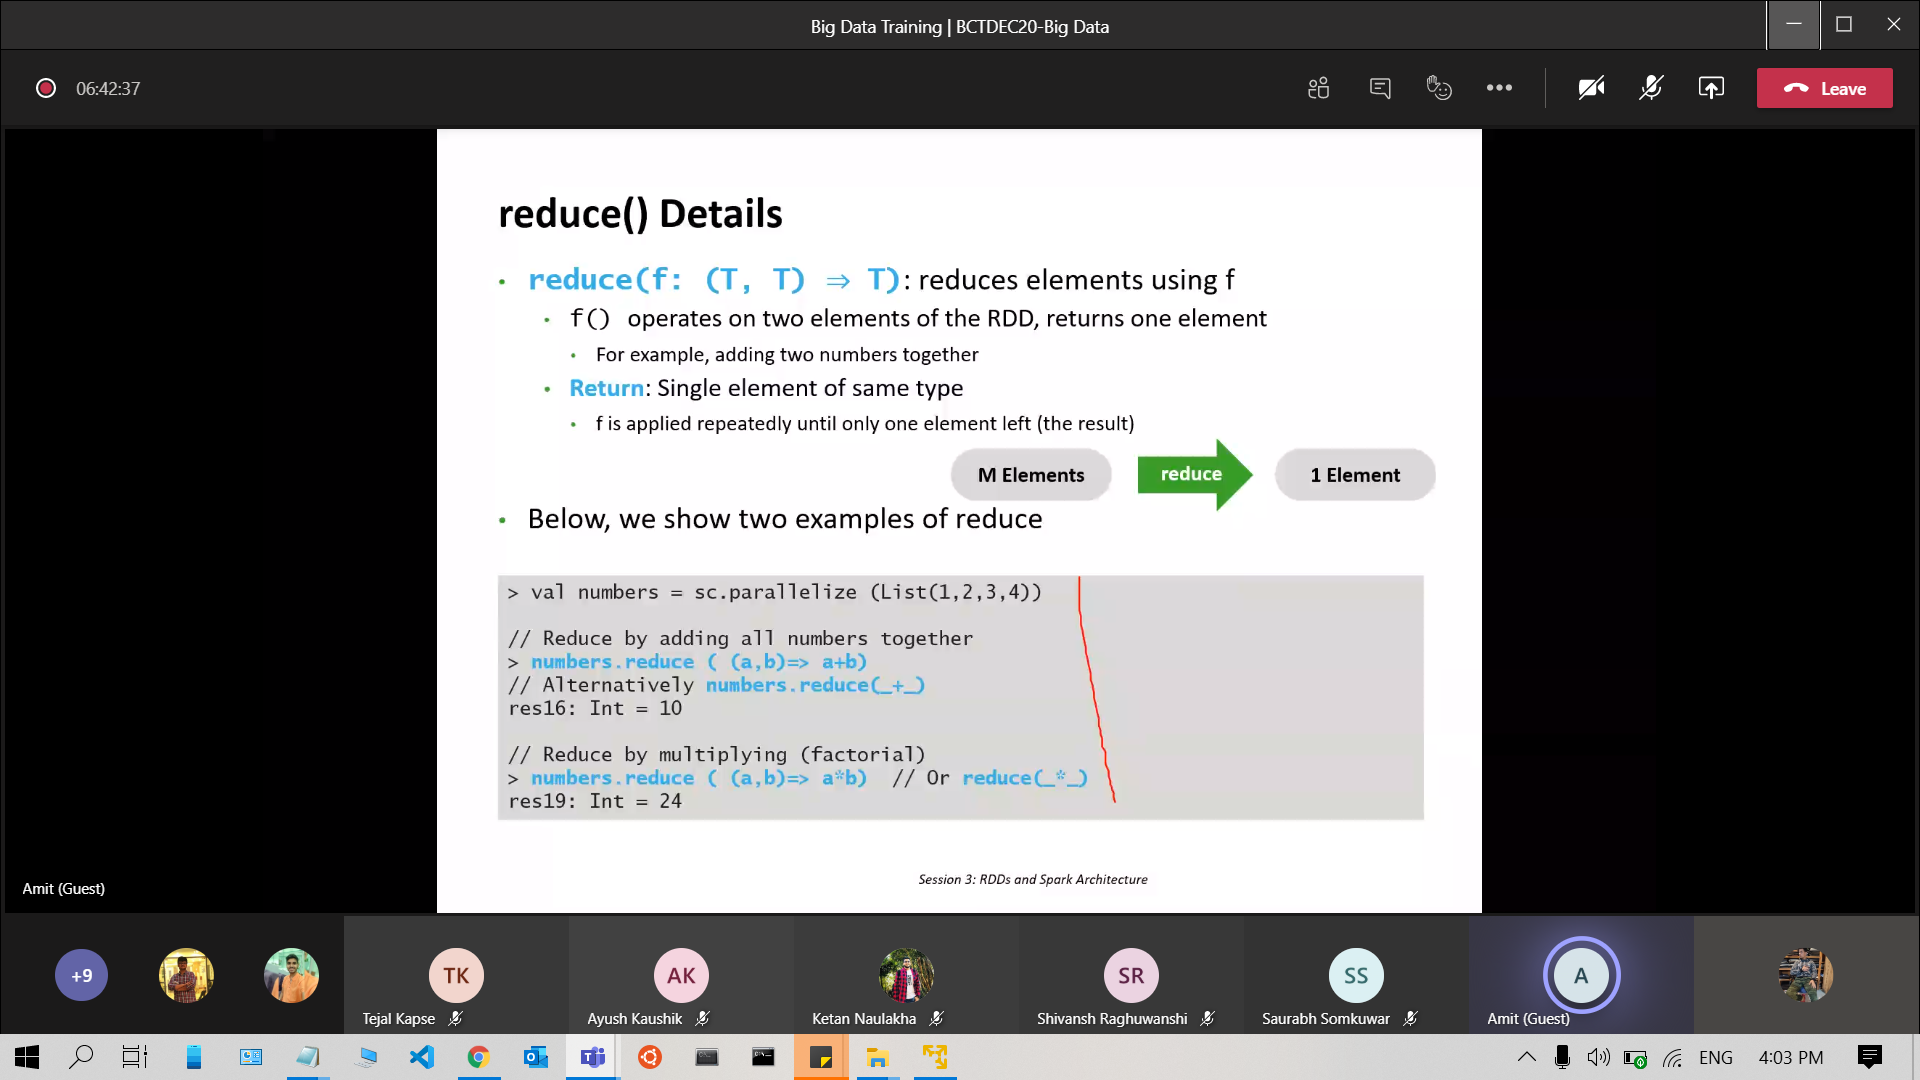 Big Data Training | BCTDEC20-Big Data
06:42:37
Leave
reduce() Details
• reduce(f: (T, T) ⇒ T): reduces elements using f
• f() operates on two elements of the RDD, returns one element
• For example, adding two numbers together
• Return: Single element of same type
• f is applied repeatedly until only one element left (the result)
M Elements reduce 1 Element
• Below, we show two examples of reduce
> val numbers = sc.parallelize (List(1,2,3,4))
// Reduce by adding all numbers together
> numbers.reduce ( (a,b)=> a+b)
// Alternatively numbers.reduce(_+_)
res16: Int = 10
// Reduce by multiplying (factorial)
> numbers.reduce ( (a,b)=> a*b) // Or reduce(_*_)
res19: Int = 24
Session 3: RDDs and Spark Architecture
Amit (Guest)
+9 TK AK SR SS A
Tejal Kapse Ayush Kaushik Ketan Naulakha Shivansh Raghuwanshi Saurabh Somkuwar Amit (Guest)
ENG 4:03 PM